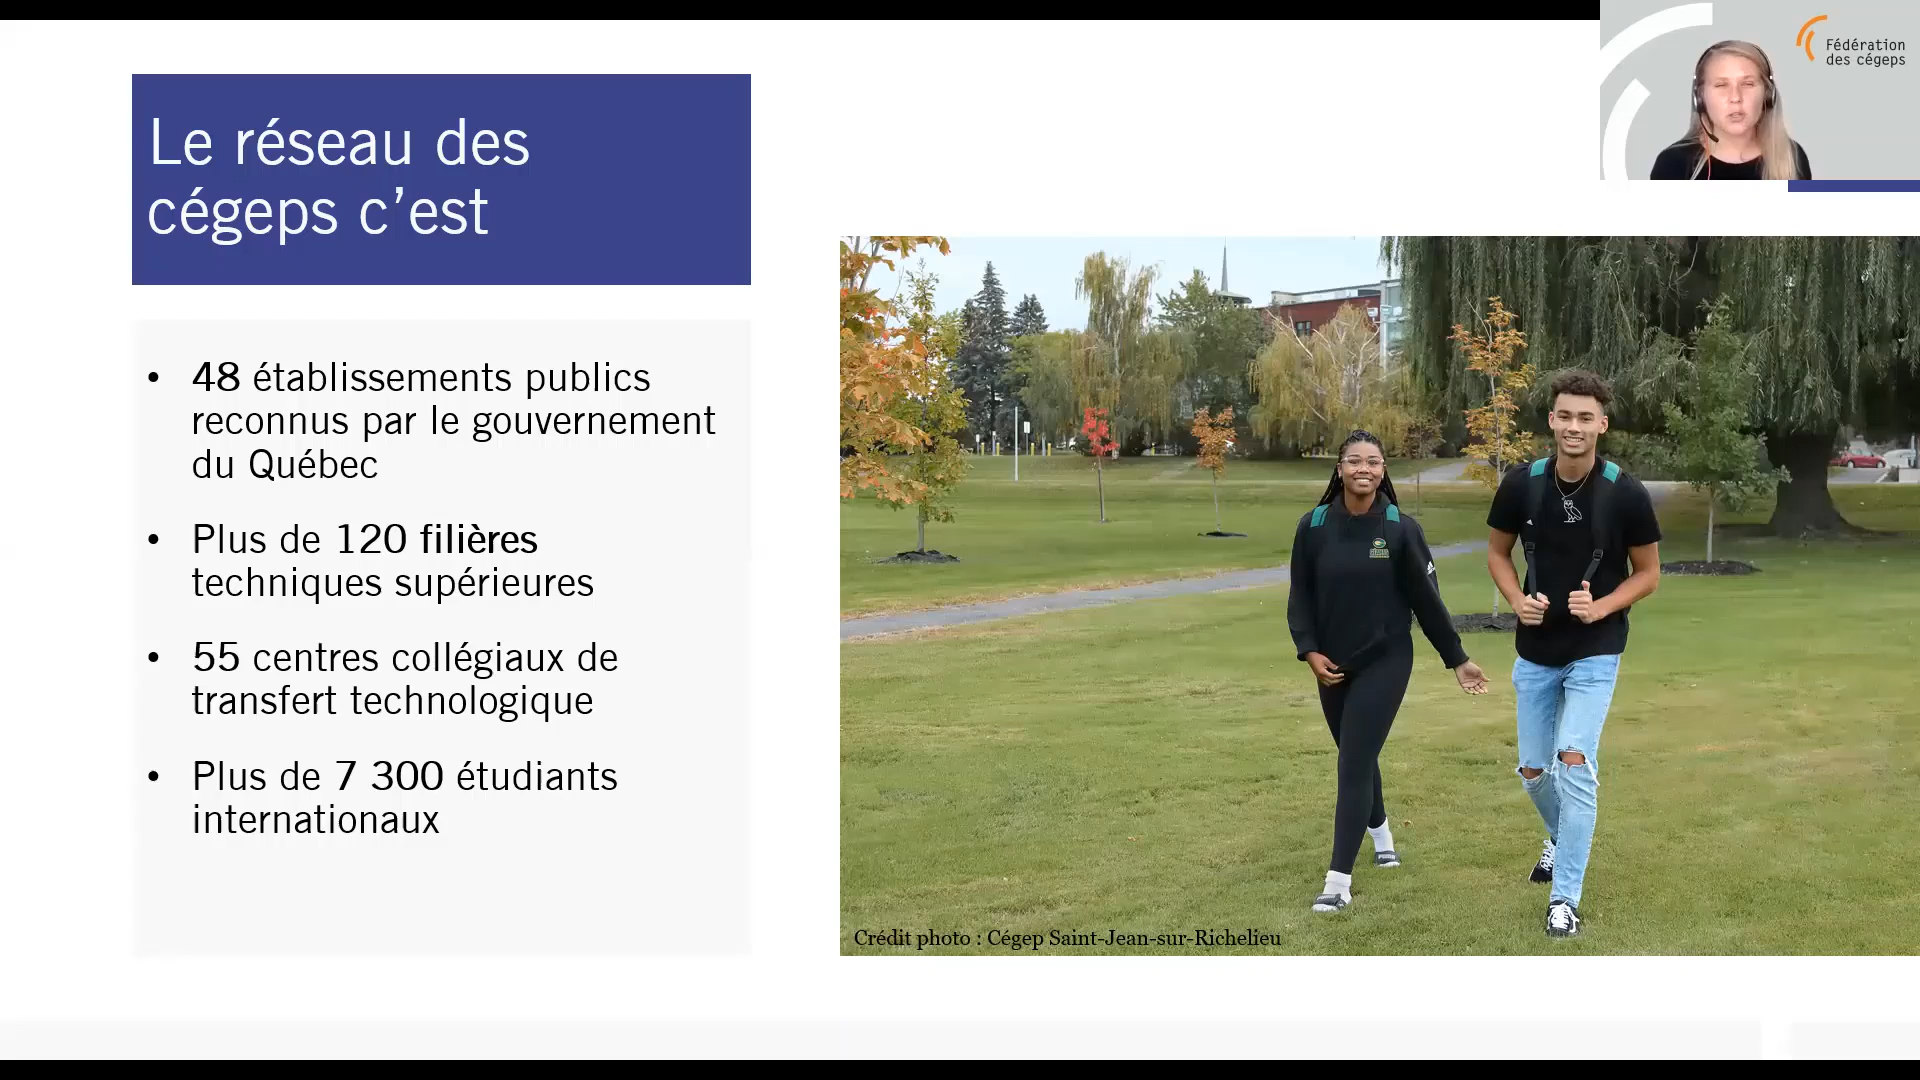 Le réseau des
cégeps c’est
• 48 établissements publics
reconnus par le gouvernement
du Québec
• Plus de 120 filières
techniques supérieures
• 55 centres collégiaux de
transfert technologique
• Plus de 7 300 étudiants
internationaux
Fédération
des cégeps
Crédit photo : Cégep Saint-Jean-sur-Richelieu